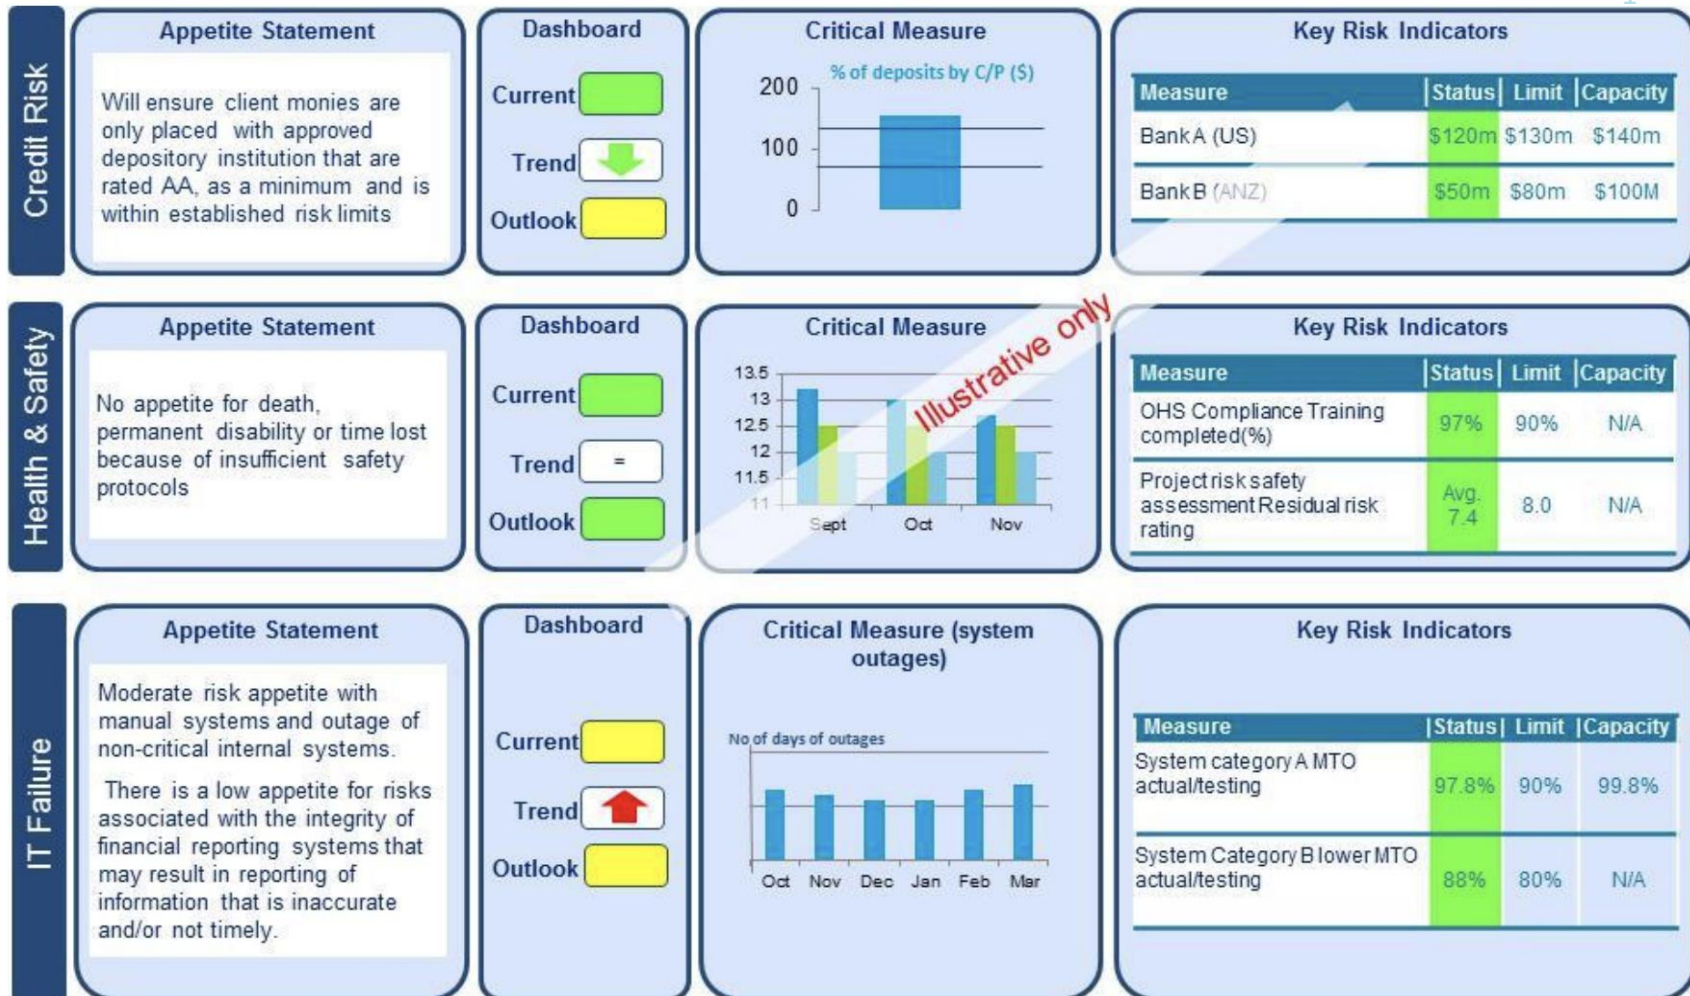 Credit Risk
Appetite Statement
Will ensure client monies are
only placed with approved
depository institution that are
rated AA, as a minimum and is
within established risk limits
Dashboard
Current
Trend
Outlook
Critical Measure
% of deposits by C/P ($)
200
100
0
Key Risk Indicators
Measure Status Limit Capacity
Bank A (US) $120m $130m $140m
Bank B (ANZ) $50m $80m $100M
Health & Safety
Appetite Statement
No appetite for death,
permanent disability or time lost
because of insufficient safety
protocols
Dashboard
Current
Trend =
Outlook
Critical Measure
13.5
13
12.5
12
11.5
11
Sept Oct Nov
Illustrative only
Key Risk Indicators
Measure Status Limit Capacity
OHS Compliance Training
completed(%) 97% 90% N/A
Project risk safety
assessment Residual risk
rating
Avg.
7.4 8.0 N/A
IT Failure
Appetite Statement
Moderate risk appetite with
manual systems and outage of
non-critical internal systems.
There is a low appetite for risks
associated with the integrity of
financial reporting systems that
may result in reporting of
information that is inaccurate
and/or not timely.
Dashboard
Current
Trend
Outlook
Critical Measure (system
outages)
No of days of outages
Oct Nov Dec Jan Feb Mar
Key Risk Indicators
Measure Status Limit Capacity
System category A MTO
actual/testing 97.8% 90% 99.8%
System Category B lower MTO
actual/testing 88% 80% N/A